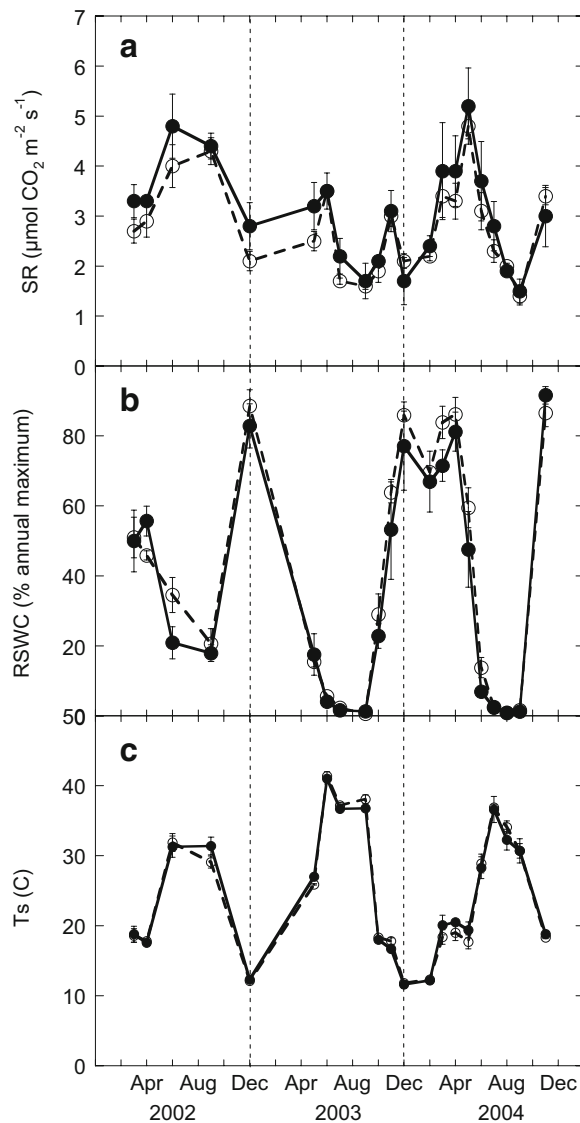 a
7
6
5
4
3
2
1
0
SR (µmol CO₂ m⁻² s⁻¹)
b
80
60
40
20
0
RSWC (% annual maximum)
c
50
40
30
20
10
0
Ts (C)
Apr Aug Dec Apr Aug Dec Apr Aug Dec
2002 2003 2004